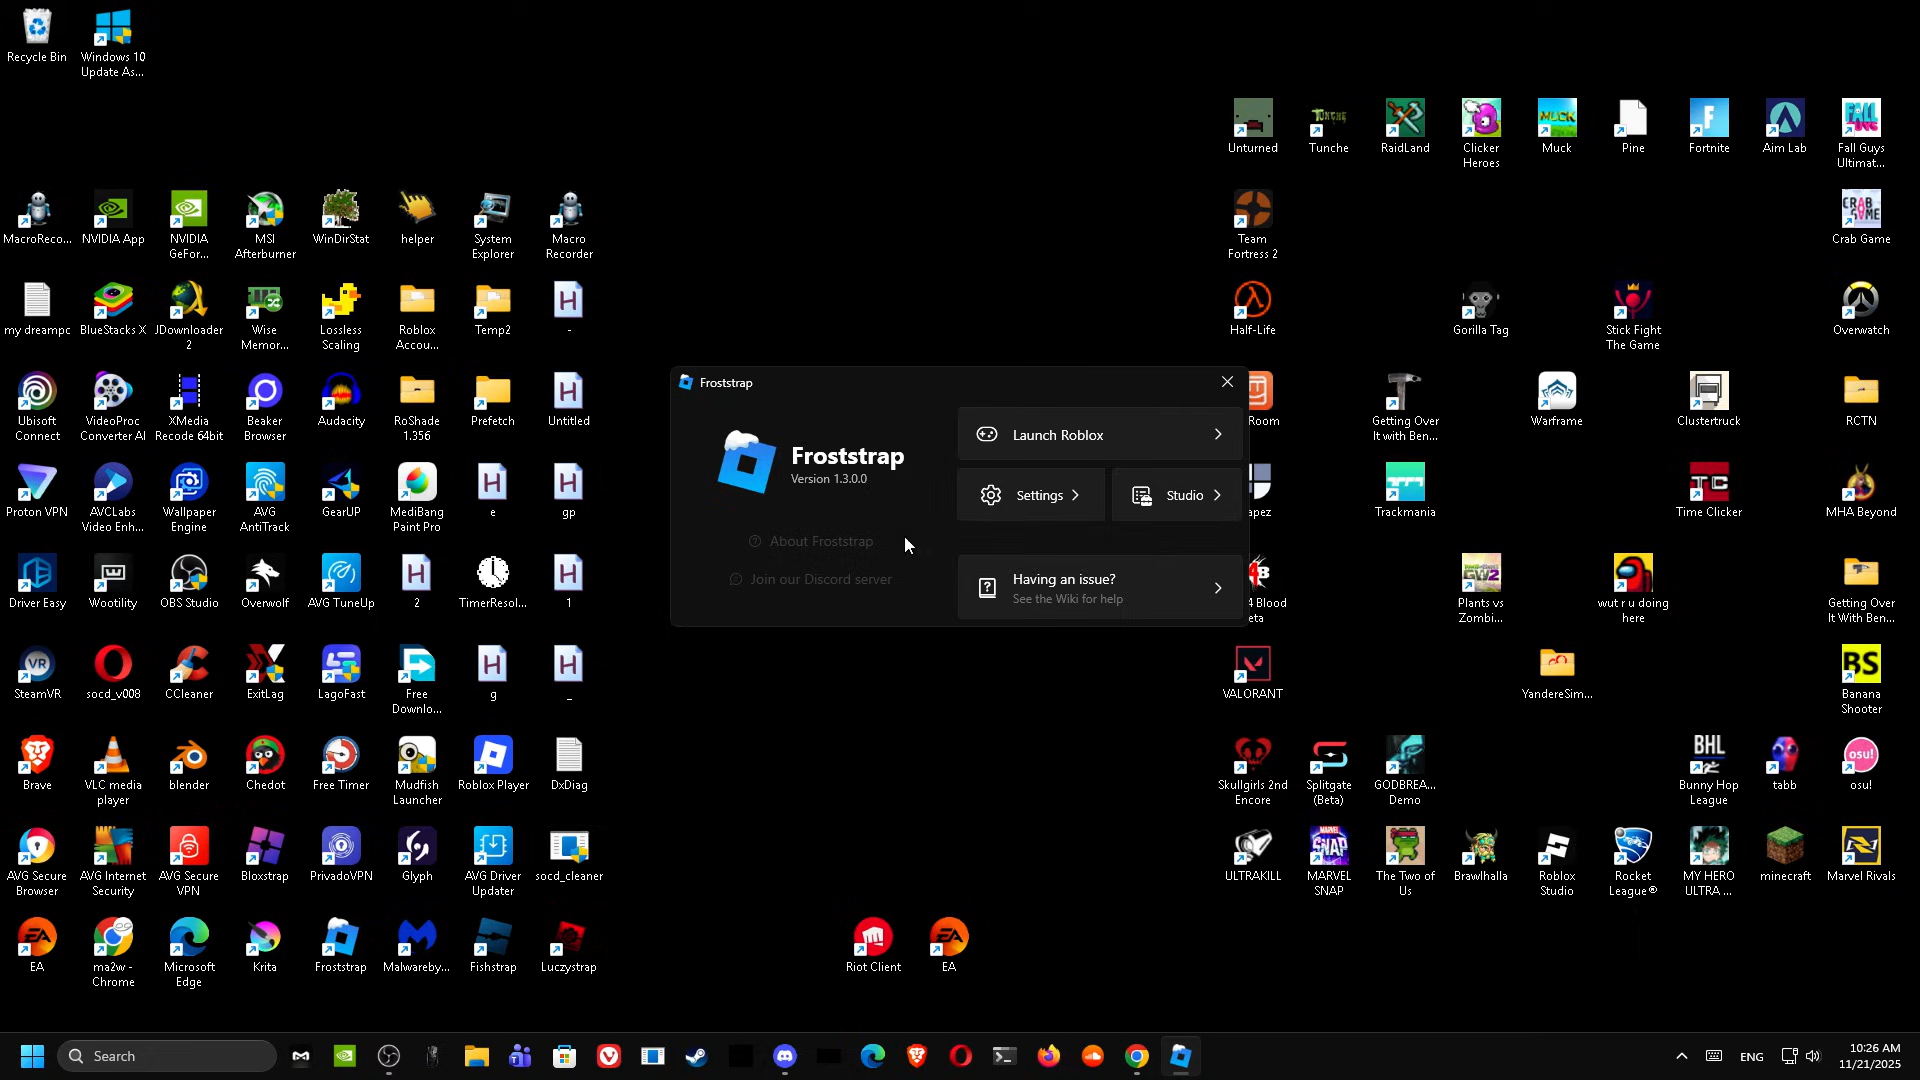 Recycle Bin
Windows 10
Update As...
Unturned
Tunche
RaidLand
Clicker
Heroes
Muck
Pine
Fortnite
Aim Lab
Fall Guys
Ultimat...
MacroReco...
NVIDIA App
NVIDIA
GeFor...
MSI
Afterburner
WinDirStat
helper
System
Explorer
Macro
Recorder
Team
Fortress 2
Crab Game
my dreampc
BlueStacks X
JDownloader
2
Wise
Memor...
Lossless
Scaling
Roblox
Accou...
Temp2
-
Half-Life
Gorilla Tag
Stick Fight
The Game
Overwatch
Froststrap
Froststrap
Version 1.3.0.0
About Froststrap
Join our Discord server
Launch Roblox
Settings
Studio
Having an issue?
See the Wiki for help
Ubisoft
Connect
VideoProc
Converter AI
XMedia
Recode 64bit
Beaker
Browser
Audacity
RoShade
1.356
Prefetch
Untitled
Room
Getting Over
It with Ben...
Warframe
Clustertruck
RCTN
Proton VPN
AVCLabs
Video Enh...
Wallpaper
Engine
AVG
AntiTrack
GearUP
MediBang
Paint Pro
e
gp
apez
Trackmania
Time Clicker
MHA Beyond
Driver Easy
Wootility
OBS Studio
Overwolf
AVG TuneUp
2
TimerResol...
1
4 Blood
eta
Plants vs
Zombi...
wut r u doing
here
Getting Over
It With Ben...
SteamVR
socd_v008
CCleaner
ExitLag
LagoFast
Free
Downlo...
g
_
VALORANT
YandereSim...
Banana
Shooter
Brave
VLC media
player
blender
Chedot
Free Timer
Mudfish
Launcher
Roblox Player
DxDiag
Skullgirls 2nd
Encore
Splitgate
(Beta)
GODBREA...
Demo
Bunny Hop
League
tabb
osu!
AVG Secure
Browser
AVG Internet
Security
AVG Secure
VPN
Bloxstrap
PrivadoVPN
Glyph
AVG Driver
Updater
socd_cleaner
ULTRAKILL
MARVEL
SNAP
The Two of
Us
Brawlhalla
Roblox
Studio
Rocket
League®
MY HERO
ULTRA ...
minecraft
Marvel Rivals
EA
ma2w -
Chrome
Microsoft
Edge
Krita
Froststrap
Malwareby...
Fishstrap
Luczystrap
Riot Client
EA
Search
ENG
10:26 AM
11/21/2025